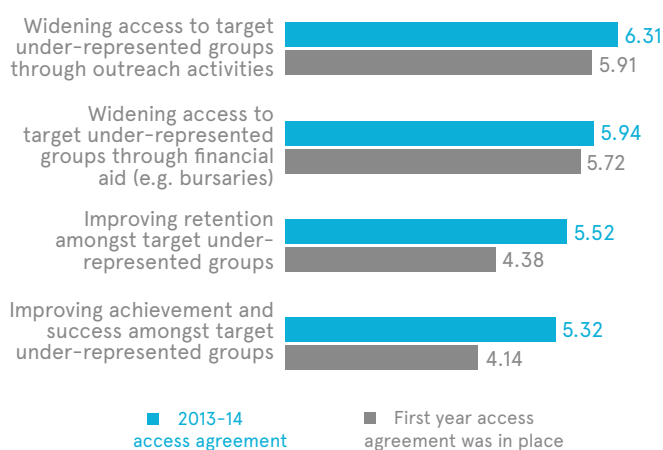 Widening access to target
under-represented groups
through outreach activities
6.31
5.91
Widening access to
target under-represented
groups through financial
aid (e.g. bursaries)
5.94
5.72
Improving retention
amongst target under-
represented groups
5.52
4.38
Improving achievement and
success amongst target
under-represented groups
5.32
4.14
2013-14
access agreement
First year access
agreement was in place